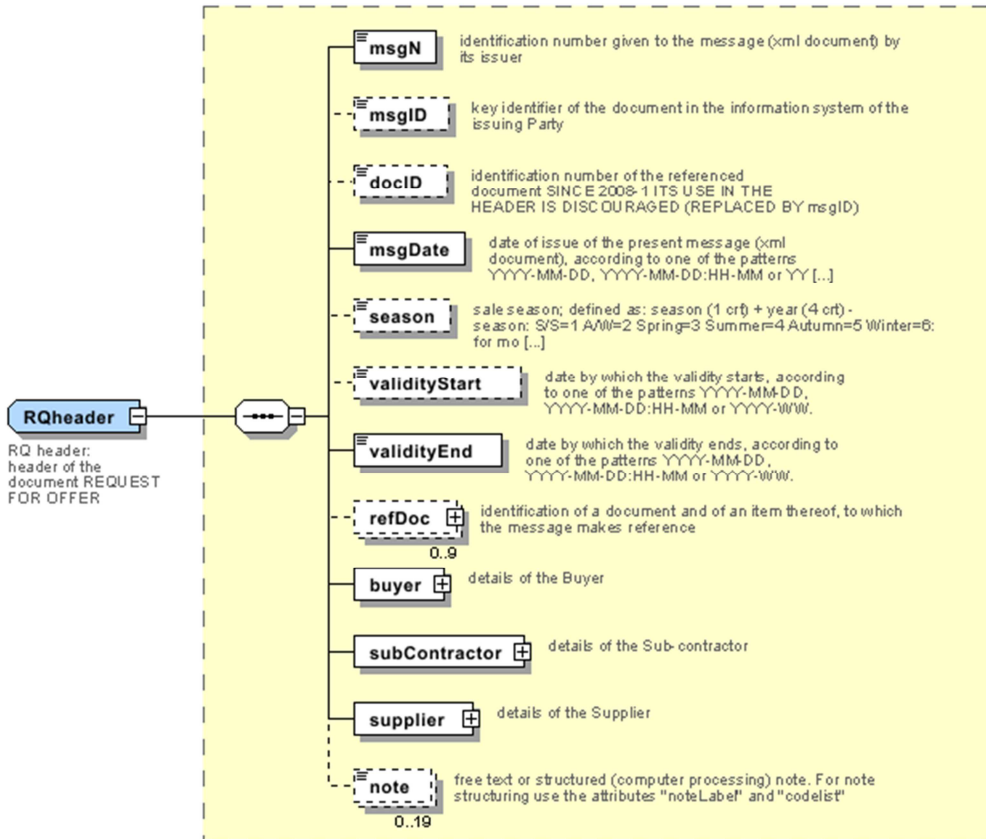 msgN
identification number given to the message (xml document) by
its issuer
msgID
key identifier of the document in the information system of the
issuing Party
docID
identification number of the referenced
document SINCE 2008-1 ITS USE IN THE
HEADER IS DISCOURAGED (REPLACED BY msgID)
msgDate
date of issue of the present message (xml
document), according to one of the patterns
YYYY-MM-DD, YYYY-MM-DD:HH-MM or YY [...]
season
sale season; defined as: season (1 crt) + year (4 crt) -
season: S/S=1 A/W=2 Spring=3 Summer=4 Autumn=5 Winter=6:
for mo [...]
validityStart
date by which the validity starts, according
to one of the patterns YYYY-MM-DD,
YYYY-MM-DD:HH-MM or YYYY-WW.
RQheader
RQ header:
header of the
document REQUEST
FOR OFFER
validityEnd
date by which the validity ends, according to
one of the patterns YYYY-MM-DD,
YYYY-MM-DD:HH-MM or YYYY-WW.
refDoc
identification of a document and of an item thereof, to which
the message makes reference
0..9
buyer
details of the Buyer
subContractor
details of the Sub-contractor
supplier
details of the Supplier
note
free text or structured (computer processing) note. For note
structuring use the attributes "noteLabel" and "codelist"
0..19